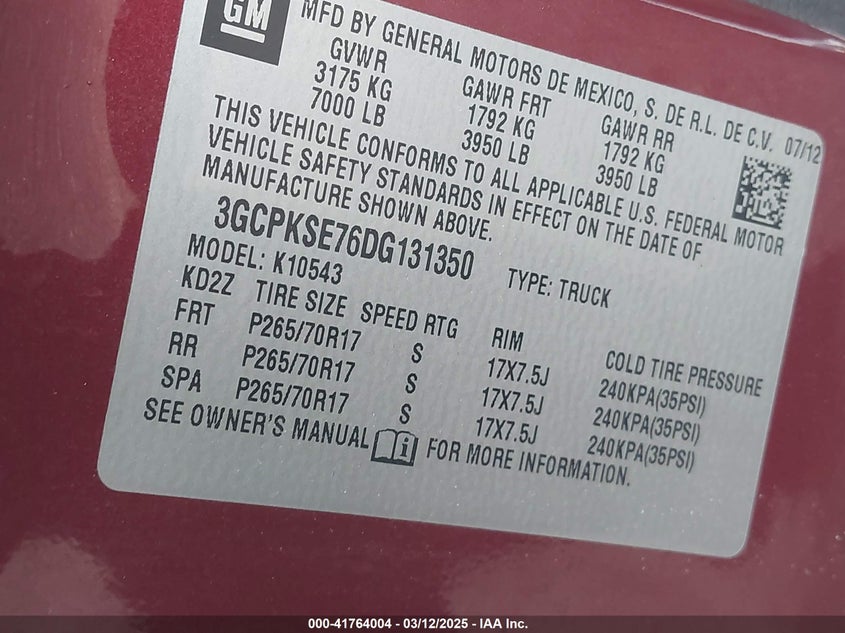 GM
MFD BY GENERAL MOTORS DE MEXICO, S. DE R.L. DE C.V. 07/12
GVWR GAWR FRT GAWR RR
3175 KG 1792 KG 1792 KG
7000 LB 3950 LB 3950 LB
THIS VEHICLE CONFORMS TO ALL APPLICABLE U.S. FEDERAL MOTOR
VEHICLE SAFETY STANDARDS IN EFFECT ON THE DATE OF
MANUFACTURE SHOWN ABOVE.
3GCPKSE76DG131350 TYPE: TRUCK
MODEL: K10543
KD2Z TIRE SIZE SPEED RTG RIM COLD TIRE PRESSURE
FRT P265/70R17 S 17X7.5J 240KPA(35PSI)
RR P265/70R17 S 17X7.5J 240KPA(35PSI)
SPA P265/70R17 S 17X7.5J 240KPA(35PSI)
SEE OWNER'S MANUAL i FOR MORE INFORMATION.
000-41764004 - 03/12/2025 - IAA Inc.